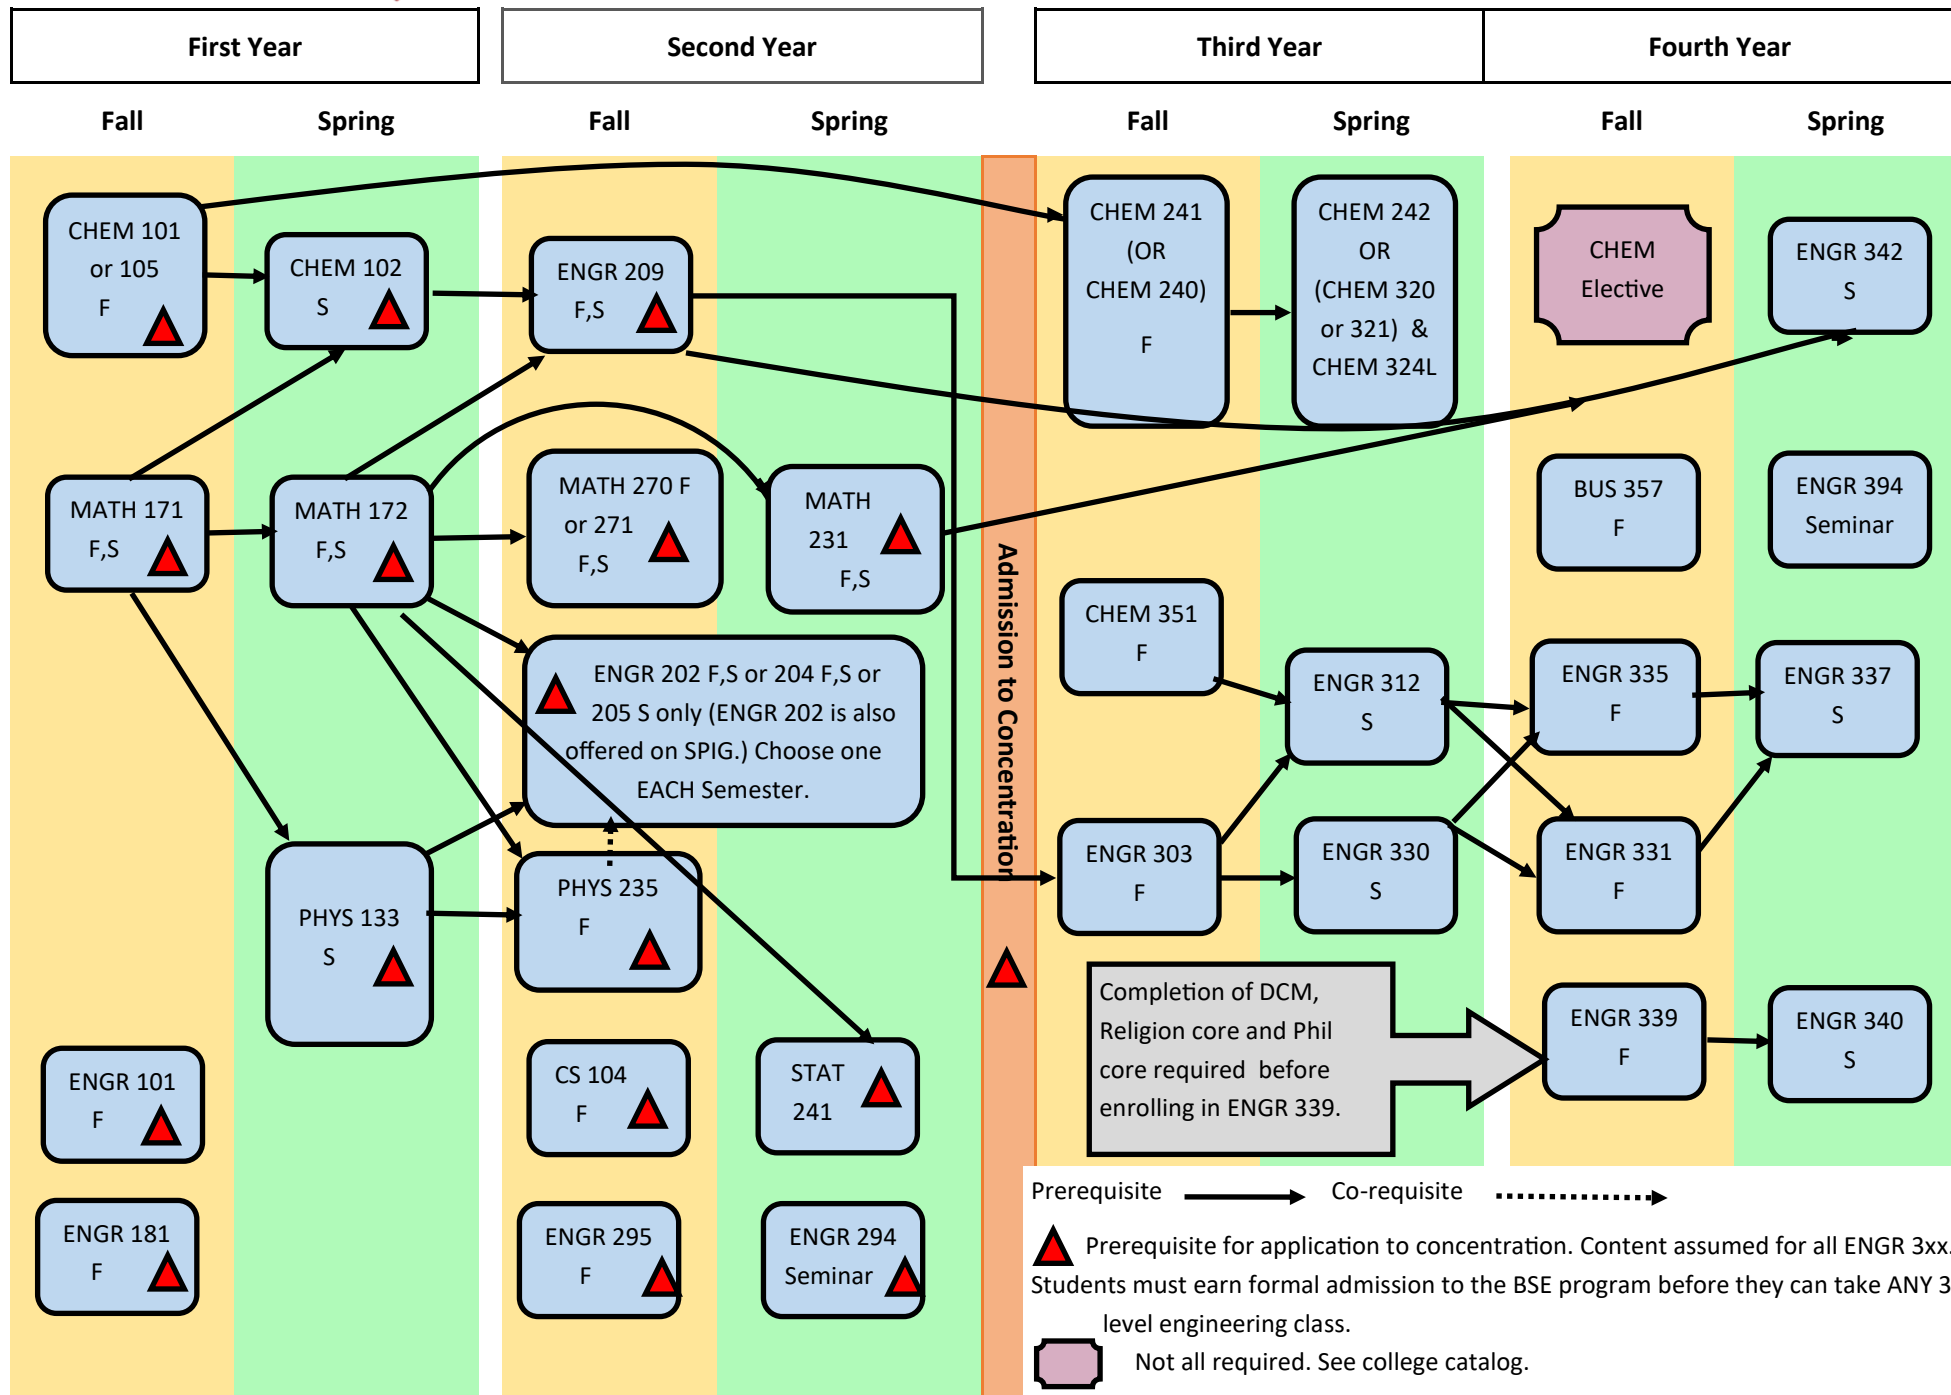 First Year
Second Year
Third Year
Fourth Year
Fall
Spring
Fall
Spring
Fall
Spring
Fall
Spring
CHEM 101
or 105
F
CHEM 102
S
ENGR 209
F,S
CHEM 241
(OR
CHEM 240)
F
CHEM 242
OR
(CHEM 320
or 321) &
CHEM 324L
CHEM
Elective
ENGR 342
S
MATH 171
F,S
MATH 172
F,S
MATH 270 F
or 271
F,S
MATH
231
F,S
BUS 357
F
ENGR 394
Seminar
Admission to Concentration
CHEM 351
F
ENGR 202 F,S or 204 F,S or
205 S only (ENGR 202 is also
offered on SPIG.) Choose one
EACH Semester.
ENGR 312
S
ENGR 335
F
ENGR 337
S
PHYS 133
S
PHYS 235
F
ENGR 303
F
ENGR 330
S
ENGR 331
F
Completion of DCM,
Religion core and Phil
core required before
enrolling in ENGR 339.
ENGR 339
F
ENGR 340
S
ENGR 101
F
CS 104
F
STAT
241
ENGR 181
F
ENGR 295
F
ENGR 294
Seminar
Prerequisite
Co-requisite
Prerequisite for application to concentration. Content assumed for all ENGR 3xx.
Students must earn formal admission to the BSE program before they can take ANY 3
level engineering class.
Not all required. See college catalog.